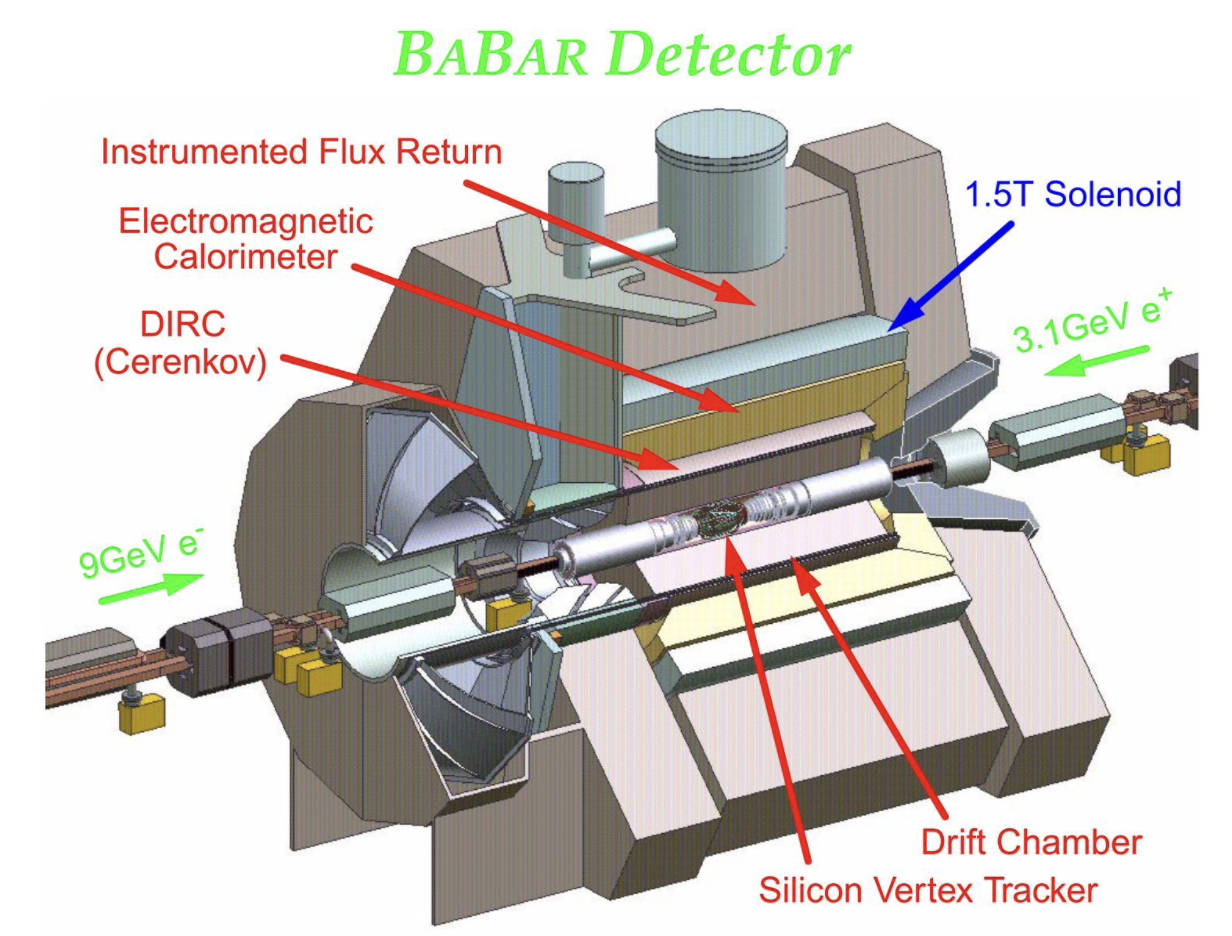 BABAR Detector
Instrumented Flux Return
1.5T Solenoid
Electromagnetic
Calorimeter
DIRC
(Cerenkov)
3.1GeV e⁺
9GeV e⁻
Drift Chamber
Silicon Vertex Tracker